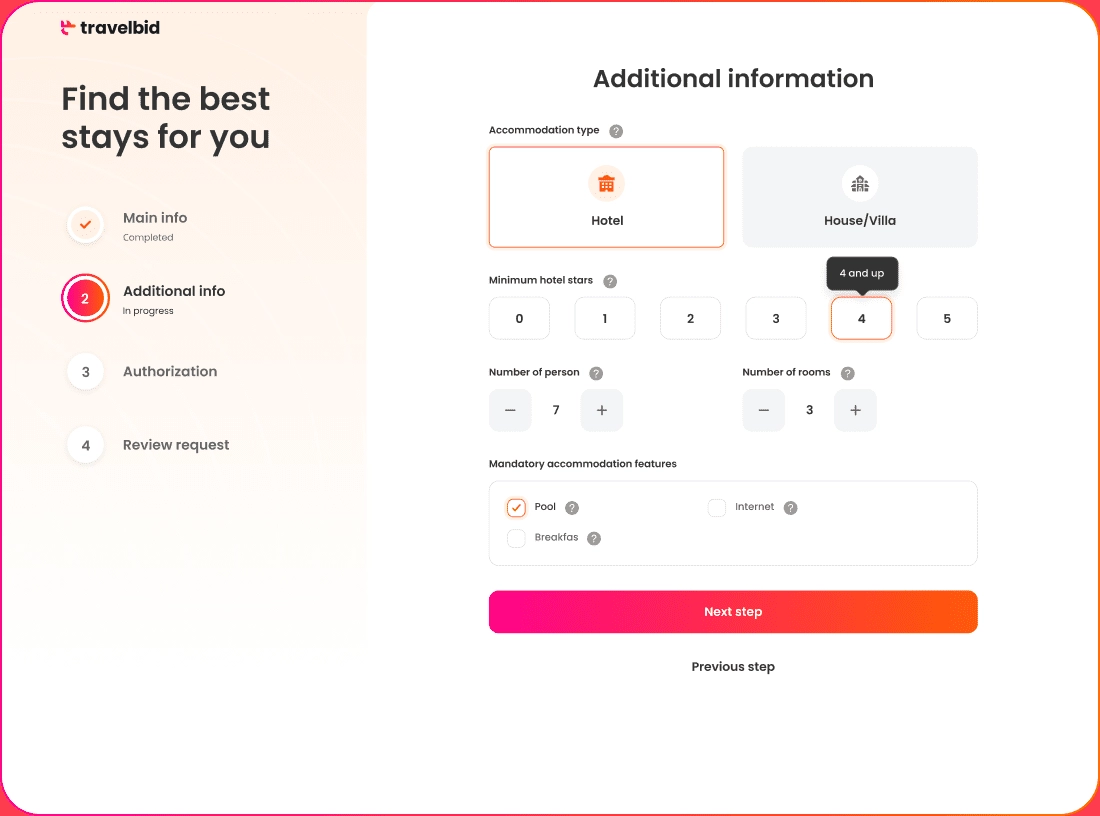 travelbid
Find the best
stays for you
Main info
Completed
2
Additional info
In progress
3
Authorization
4
Review request
Additional information
Accommodation type ?
Hotel
House/Villa
4 and up
Minimum hotel stars ?
0 1 2 3 4 5
Number of person ?
− 7 +
Number of rooms ?
− 3 +
Mandatory accommodation features
Pool ? Internet ?
Breakfas ?
Next step
Previous step